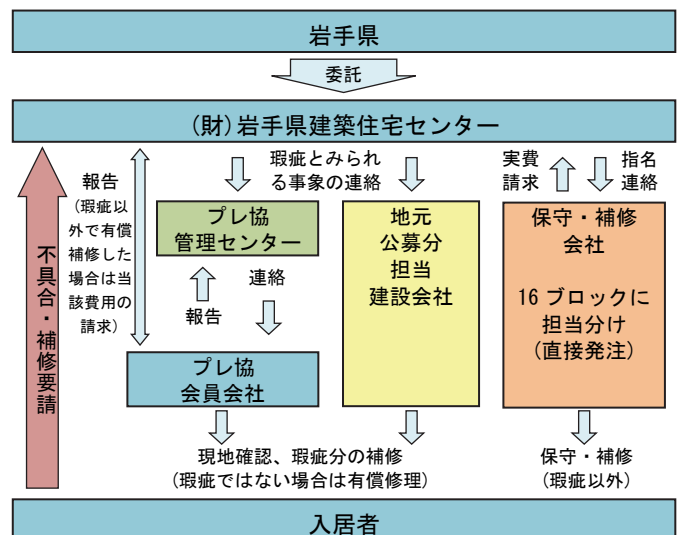 岩手県
委託
(財)岩手県建築住宅センター
不具合・補修要請
報告
(瑕疵以
外で有償
補修した
場合は当
該費用の
請求)
瑕疵とみられ
る事象の連絡
実費
請求
指名
連絡
プレ協
管理センター
報告
連絡
プレ協
会員会社
地元
公募分
担当
建設会社
保守・補修
会社
16 ブロックに
担当分け
(直接発注)
現地確認、瑕疵分の補修
(瑕疵ではない場合は有償修理)
保守・補修
(瑕疵以外)
入居者